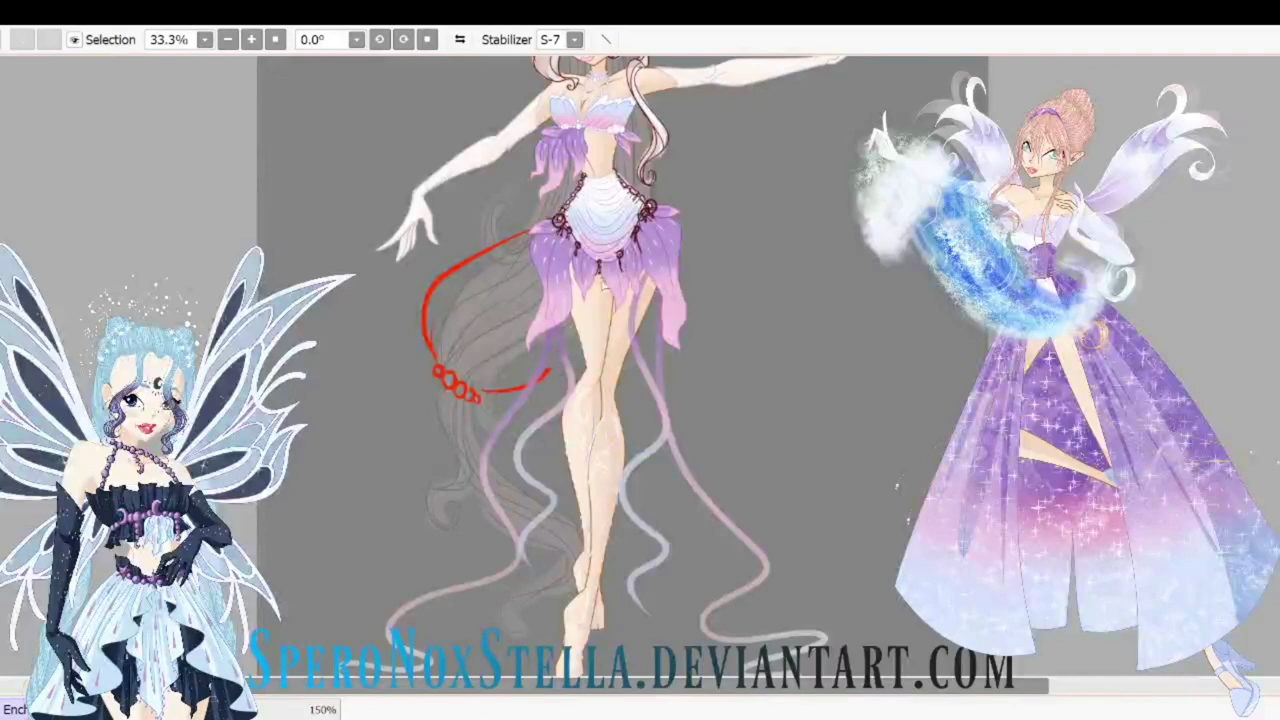 Selection 33.3% 0.0° Stabilizer S-7
SperoNoxStella.deviantart.com
Ench 150%